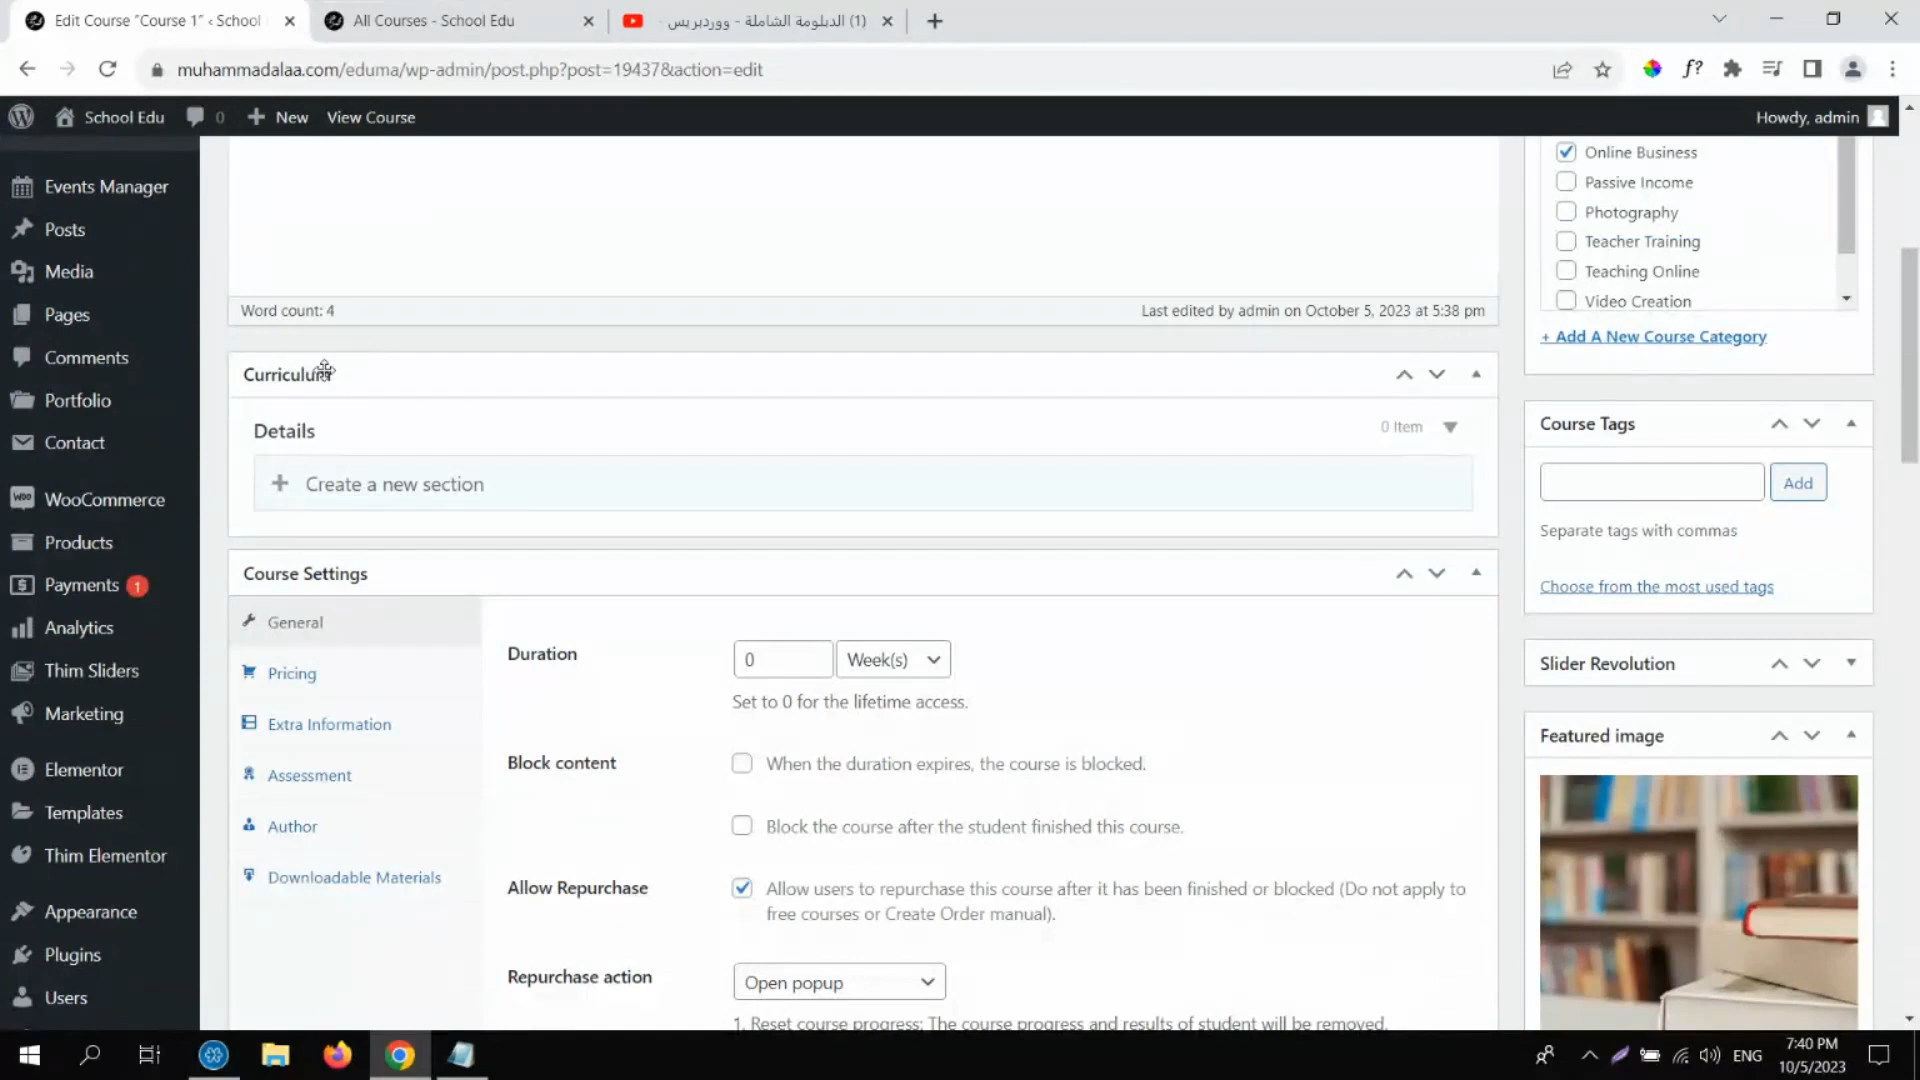 Edit Course "Course 1" ‹ School
All Courses - School Edu
(1) الدبلومة الشاملة - ووردبريس -
muhammadalaa.com/eduma/wp-admin/post.php?post=19437&action=edit
f?
School Edu
0
New
View Course
Howdy, admin
Events Manager
Posts
Media
Pages
Comments
Portfolio
Contact
WooCommerce
Products
Payments 1
Analytics
Thim Sliders
Marketing
Elementor
Templates
Thim Elementor
Appearance
Plugins
Users
Word count: 4
Last edited by admin on October 5, 2023 at 5:38 pm
Curriculum
Details
0 Item
+ Create a new section
Course Settings
General
Pricing
Extra Information
Assessment
Author
Downloadable Materials
Duration
0
Week(s)
Set to 0 for the lifetime access.
Block content
When the duration expires, the course is blocked.
Block the course after the student finished this course.
Allow Repurchase
Allow users to repurchase this course after it has been finished or blocked (Do not apply to
free courses or Create Order manual).
Repurchase action
Open popup
1. Reset course progress: The course progress and results of student will be removed.
Online Business
Passive Income
Photography
Teacher Training
Teaching Online
Video Creation
+ Add A New Course Category
Course Tags
Add
Separate tags with commas
Choose from the most used tags
Slider Revolution
Featured image
ENG
7:40 PM
10/5/2023